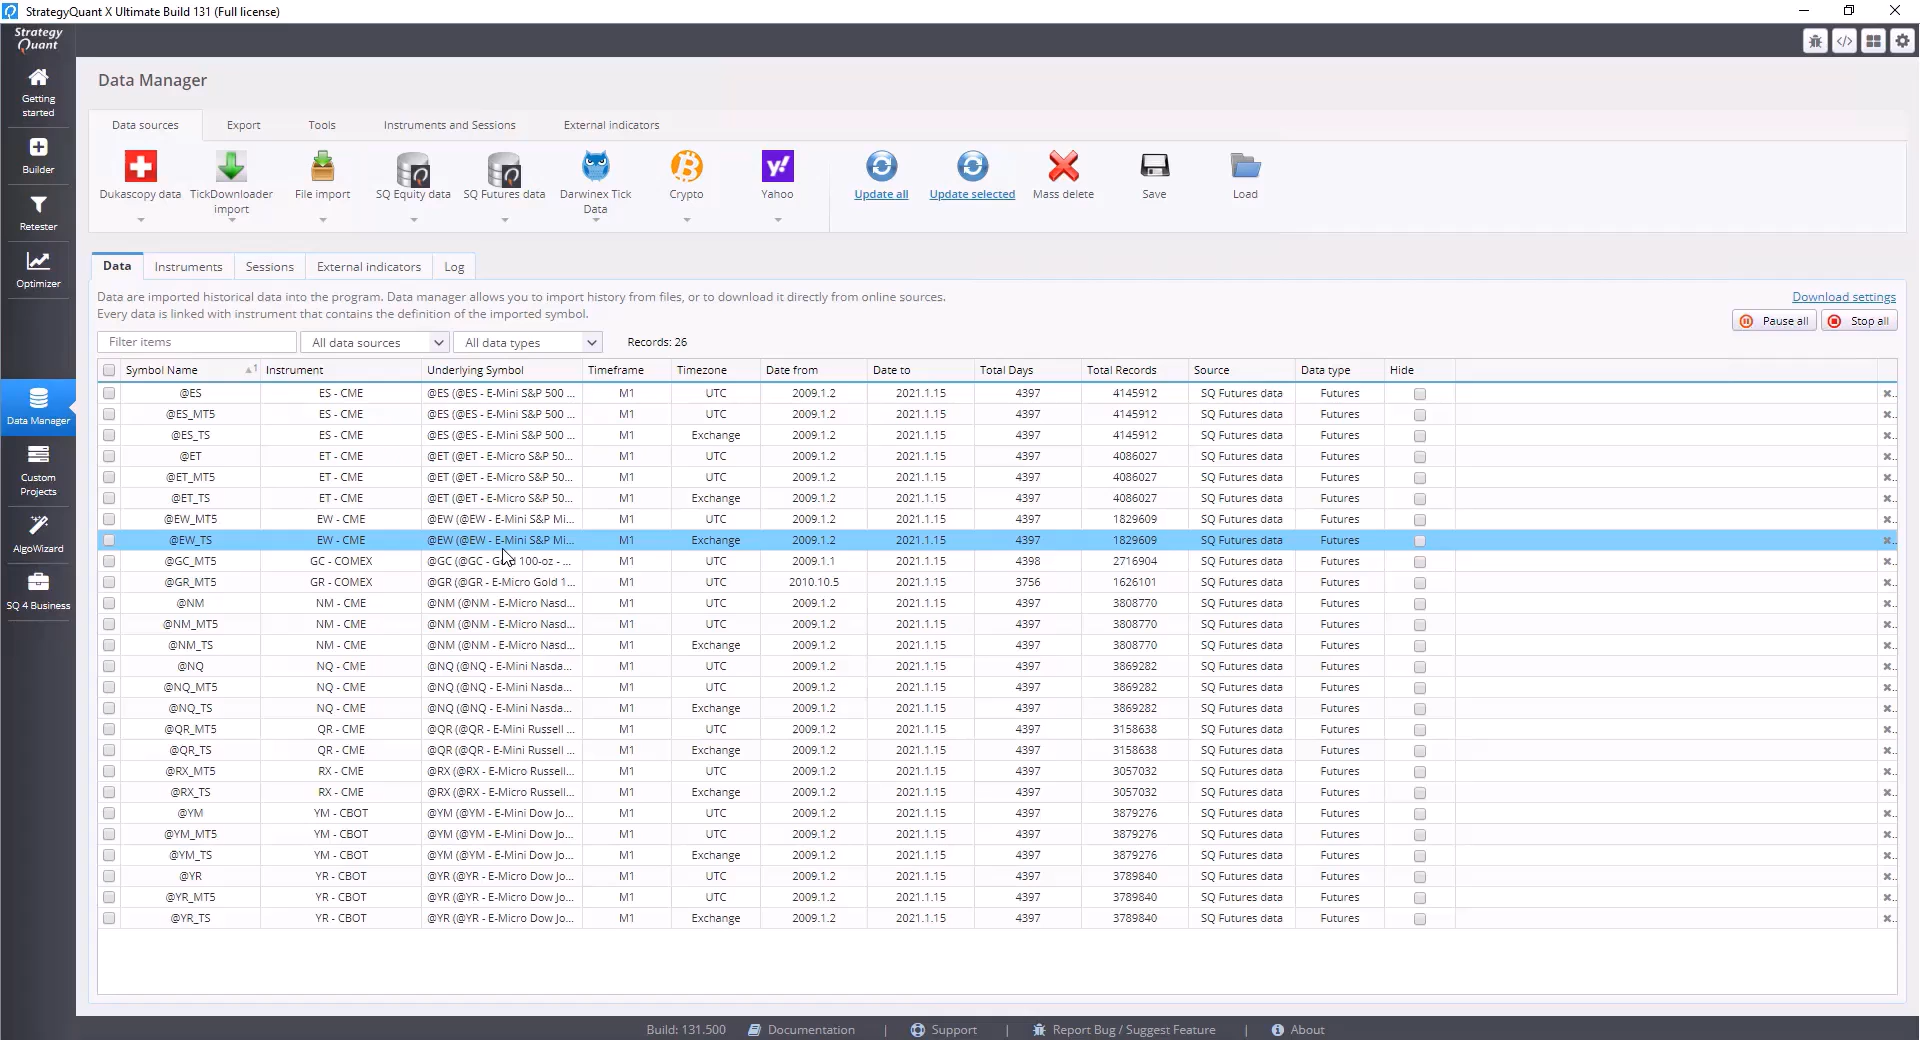 StrategyQuant X Ultimate Build 131 (Full license)
Strategy
Quant
Getting
started
Builder
Retester
Optimizer
Data Manager
Custom
Projects
AlgoWizard
SQ 4 Business
Data Manager
Data sources Export Tools Instruments and Sessions External indicators
Dukascopy data TickDownloader import File import SQ Equity data SQ Futures data Darwinex Tick Data Crypto Yahoo Update all Update selected Mass delete Save Load
Data Instruments Sessions External indicators Log
Data are imported historical data into the program. Data manager allows you to import history from files, or to download it directly from online sources.
Every data is linked with instrument that contains the definition of the imported symbol.
Download settings
Pause all Stop all
Filter items All data sources All data types Records: 26
Symbol Name 1 Instrument Underlying Symbol Timeframe Timezone Date from Date to Total Days Total Records Source Data type Hide
@ES ES - CME @ES (@ES - E-Mini S&P 500 ... M1 UTC 2009.1.2 2021.1.15 4397 4145912 SQ Futures data Futures
@ES_MT5 ES - CME @ES (@ES - E-Mini S&P 500 ... M1 UTC 2009.1.2 2021.1.15 4397 4145912 SQ Futures data Futures
@ES_TS ES - CME @ES (@ES - E-Mini S&P 500 ... M1 Exchange 2009.1.2 2021.1.15 4397 4145912 SQ Futures data Futures
@ET ET - CME @ET (@ET - E-Micro S&P 50... M1 UTC 2009.1.2 2021.1.15 4397 4086027 SQ Futures data Futures
@ET_MT5 ET - CME @ET (@ET - E-Micro S&P 50... M1 UTC 2009.1.2 2021.1.15 4397 4086027 SQ Futures data Futures
@ET_TS ET - CME @ET (@ET - E-Micro S&P 50... M1 Exchange 2009.1.2 2021.1.15 4397 4086027 SQ Futures data Futures
@EW_MT5 EW - CME @EW (@EW - E-Mini S&P Mi... M1 UTC 2009.1.2 2021.1.15 4397 1829609 SQ Futures data Futures
@EW_TS EW - CME @EW (@EW - E-Mini S&P Mi... M1 Exchange 2009.1.2 2021.1.15 4397 1829609 SQ Futures data Futures
@GC_MT5 GC - COMEX @GC (@GC - Gold 100-oz - ... M1 UTC 2009.1.1 2021.1.15 4398 2716904 SQ Futures data Futures
@GR_MT5 GR - COMEX @GR (@GR - E-Micro Gold 1... M1 UTC 2010.10.5 2021.1.15 3756 1626101 SQ Futures data Futures
@NM NM - CME @NM (@NM - E-Micro Nasd... M1 UTC 2009.1.2 2021.1.15 4397 3808770 SQ Futures data Futures
@NM_MT5 NM - CME @NM (@NM - E-Micro Nasd... M1 UTC 2009.1.2 2021.1.15 4397 3808770 SQ Futures data Futures
@NM_TS NM - CME @NM (@NM - E-Micro Nasd... M1 Exchange 2009.1.2 2021.1.15 4397 3808770 SQ Futures data Futures
@NQ NQ - CME @NQ (@NQ - E-Mini Nasda... M1 UTC 2009.1.2 2021.1.15 4397 3869282 SQ Futures data Futures
@NQ_MT5 NQ - CME @NQ (@NQ - E-Mini Nasda... M1 UTC 2009.1.2 2021.1.15 4397 3869282 SQ Futures data Futures
@NQ_TS NQ - CME @NQ (@NQ - E-Mini Nasda... M1 Exchange 2009.1.2 2021.1.15 4397 3869282 SQ Futures data Futures
@QR_MT5 QR - CME @QR (@QR - E-Mini Russell ... M1 UTC 2009.1.2 2021.1.15 4397 3158638 SQ Futures data Futures
@QR_TS QR - CME @QR (@QR - E-Mini Russell ... M1 Exchange 2009.1.2 2021.1.15 4397 3158638 SQ Futures data Futures
@RX_MT5 RX - CME @RX (@RX - E-Micro Russell... M1 UTC 2009.1.2 2021.1.15 4397 3057032 SQ Futures data Futures
@RX_TS RX - CME @RX (@RX - E-Micro Russell... M1 Exchange 2009.1.2 2021.1.15 4397 3057032 SQ Futures data Futures
@YM YM - CBOT @YM (@YM - E-Mini Dow Jo... M1 UTC 2009.1.2 2021.1.15 4397 3879276 SQ Futures data Futures
@YM_MT5 YM - CBOT @YM (@YM - E-Mini Dow Jo... M1 UTC 2009.1.2 2021.1.15 4397 3879276 SQ Futures data Futures
@YM_TS YM - CBOT @YM (@YM - E-Mini Dow Jo... M1 Exchange 2009.1.2 2021.1.15 4397 3879276 SQ Futures data Futures
@YR YR - CBOT @YR (@YR - E-Micro Dow Jo... M1 UTC 2009.1.2 2021.1.15 4397 3789840 SQ Futures data Futures
@YR_MT5 YR - CBOT @YR (@YR - E-Micro Dow Jo... M1 UTC 2009.1.2 2021.1.15 4397 3789840 SQ Futures data Futures
@YR_TS YR - CBOT @YR (@YR - E-Micro Dow Jo... M1 Exchange 2009.1.2 2021.1.15 4397 3789840 SQ Futures data Futures
Build: 131.500 Documentation | Support | Report Bug / Suggest Feature | About